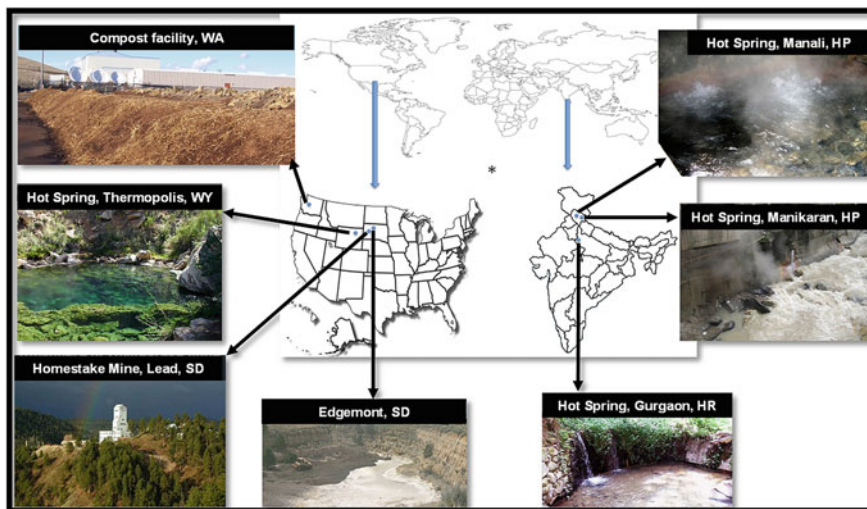 Compost facility, WA
Hot Spring, Manali, HP
Hot Spring, Thermopolis, WY
Hot Spring, Manikaran, HP
*
Homestake Mine, Lead, SD
Edgemont, SD
Hot Spring, Gurgaon, HR